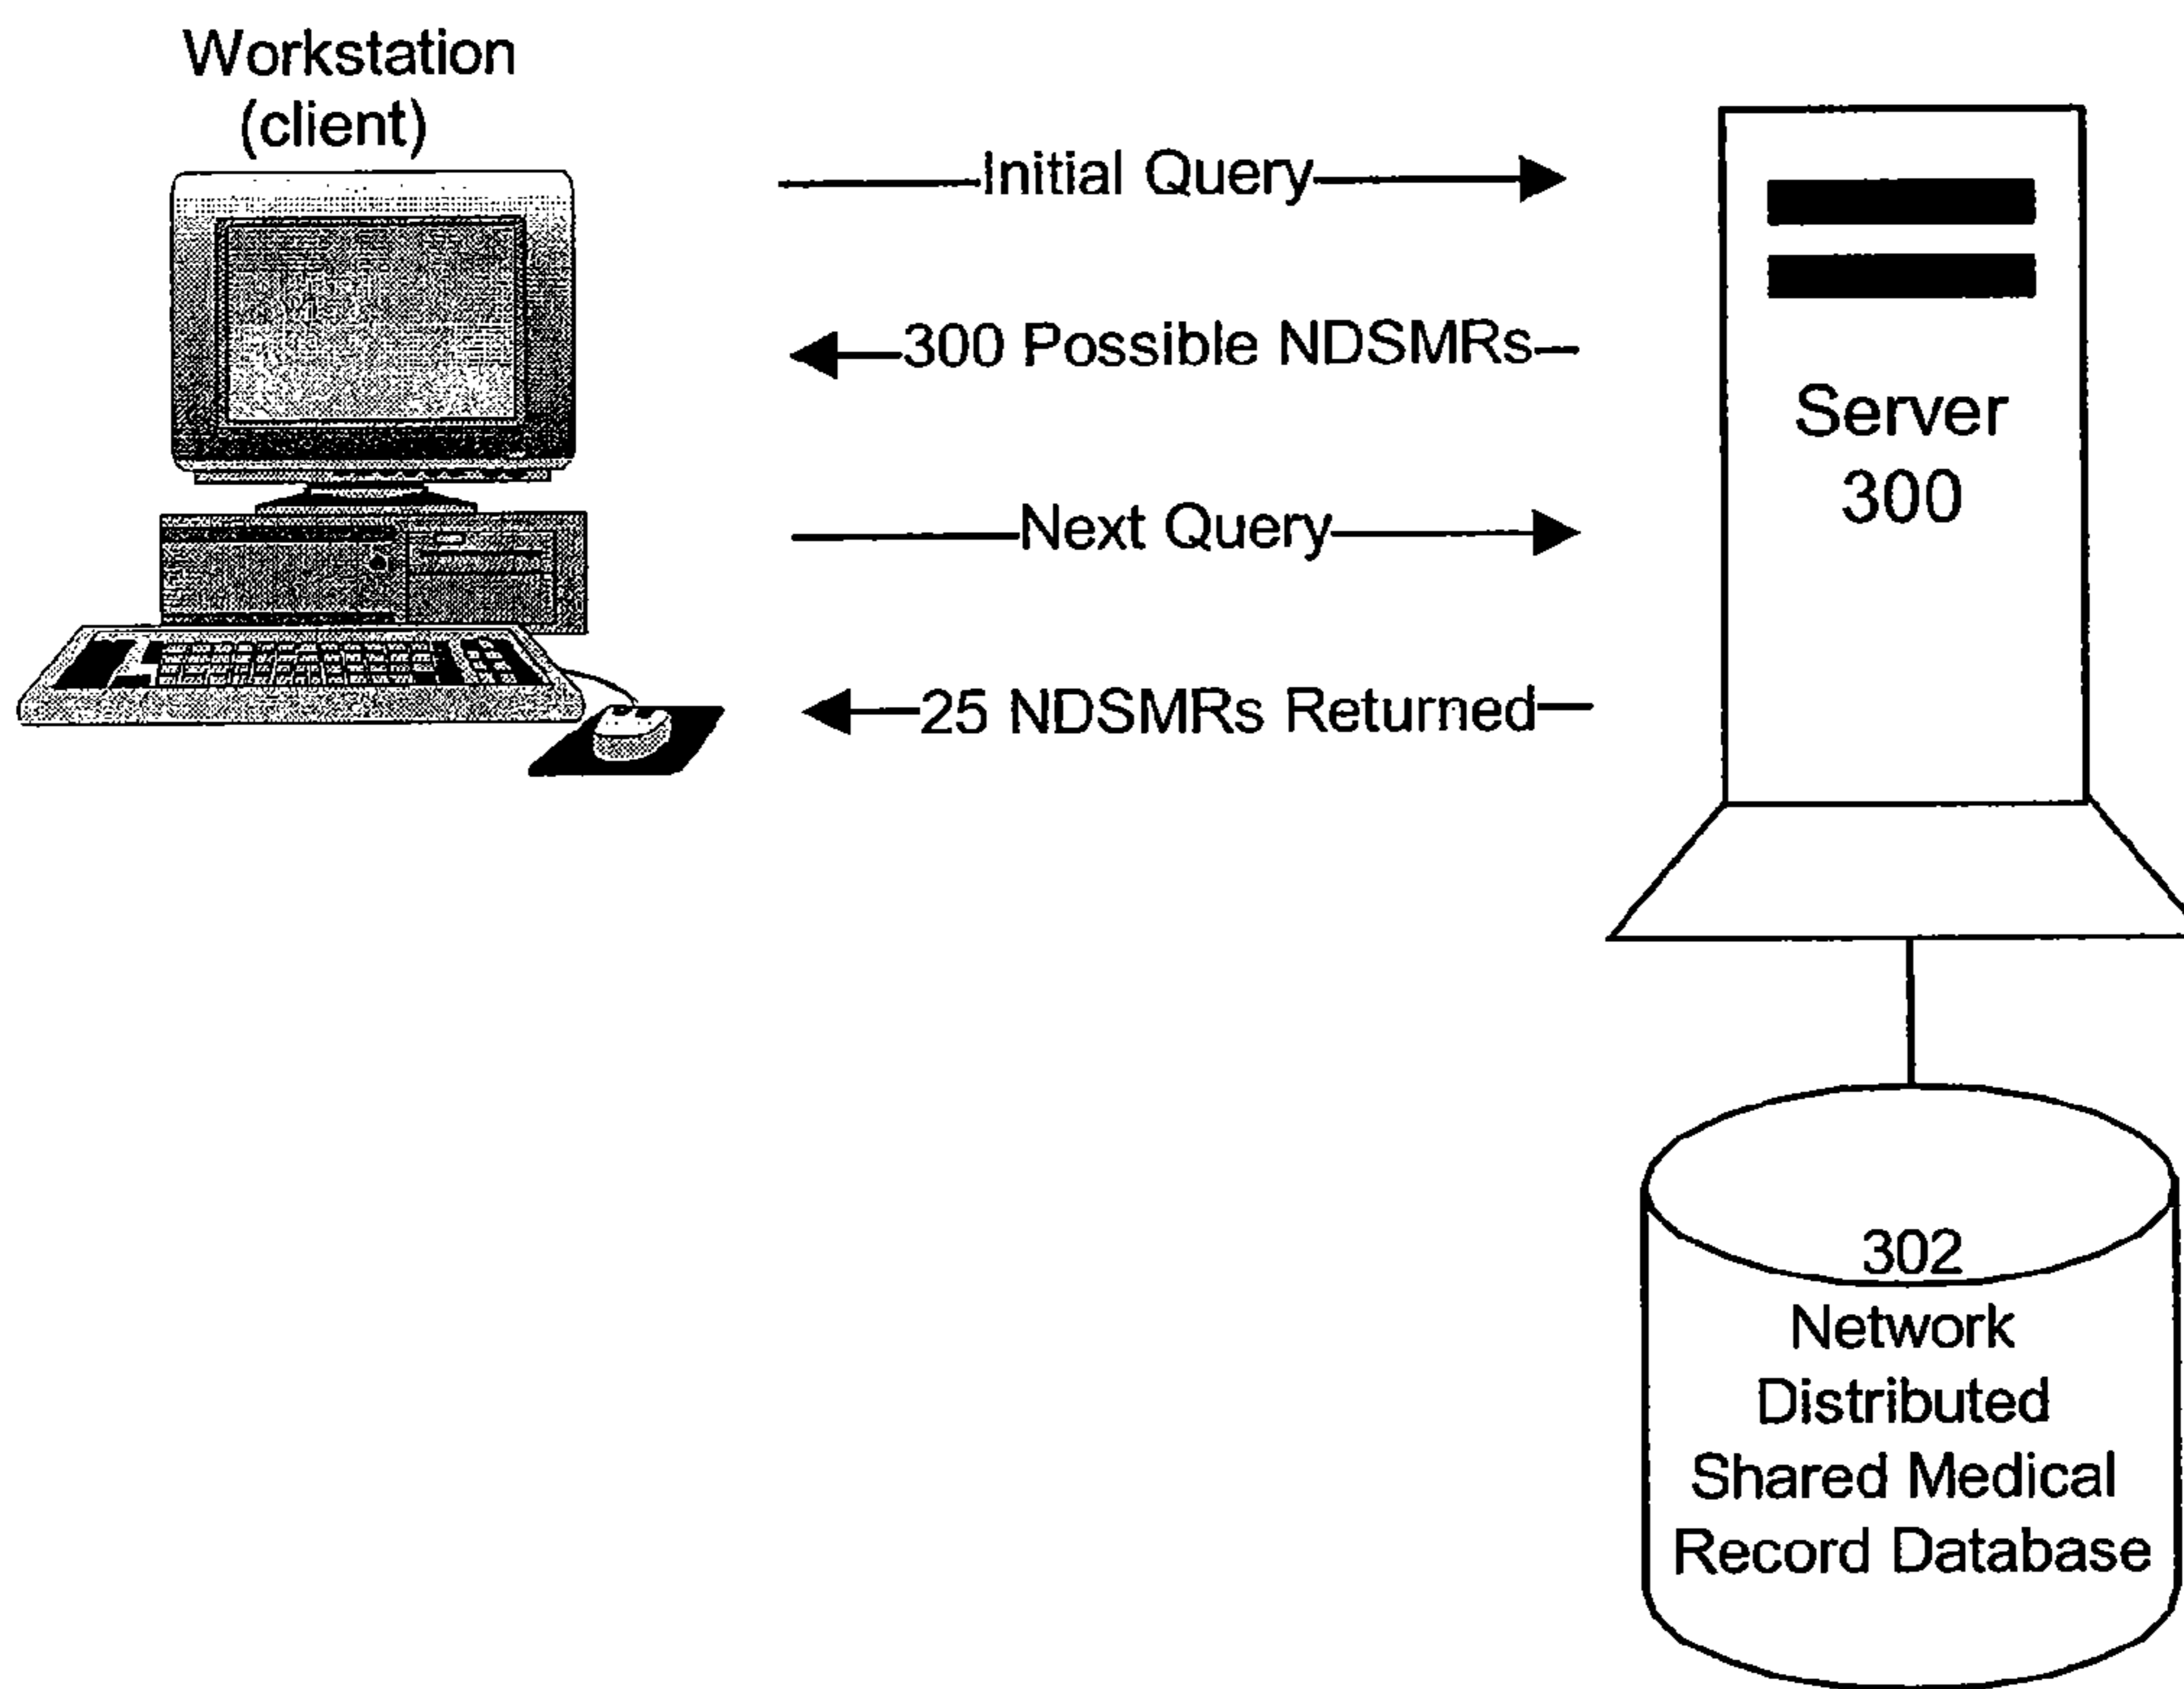 Workstation
(client)
Initial Query
300 Possible NDSMRs
Next Query
25 NDSMRs Returned
Server
300
302
Network
Distributed
Shared Medical
Record Database